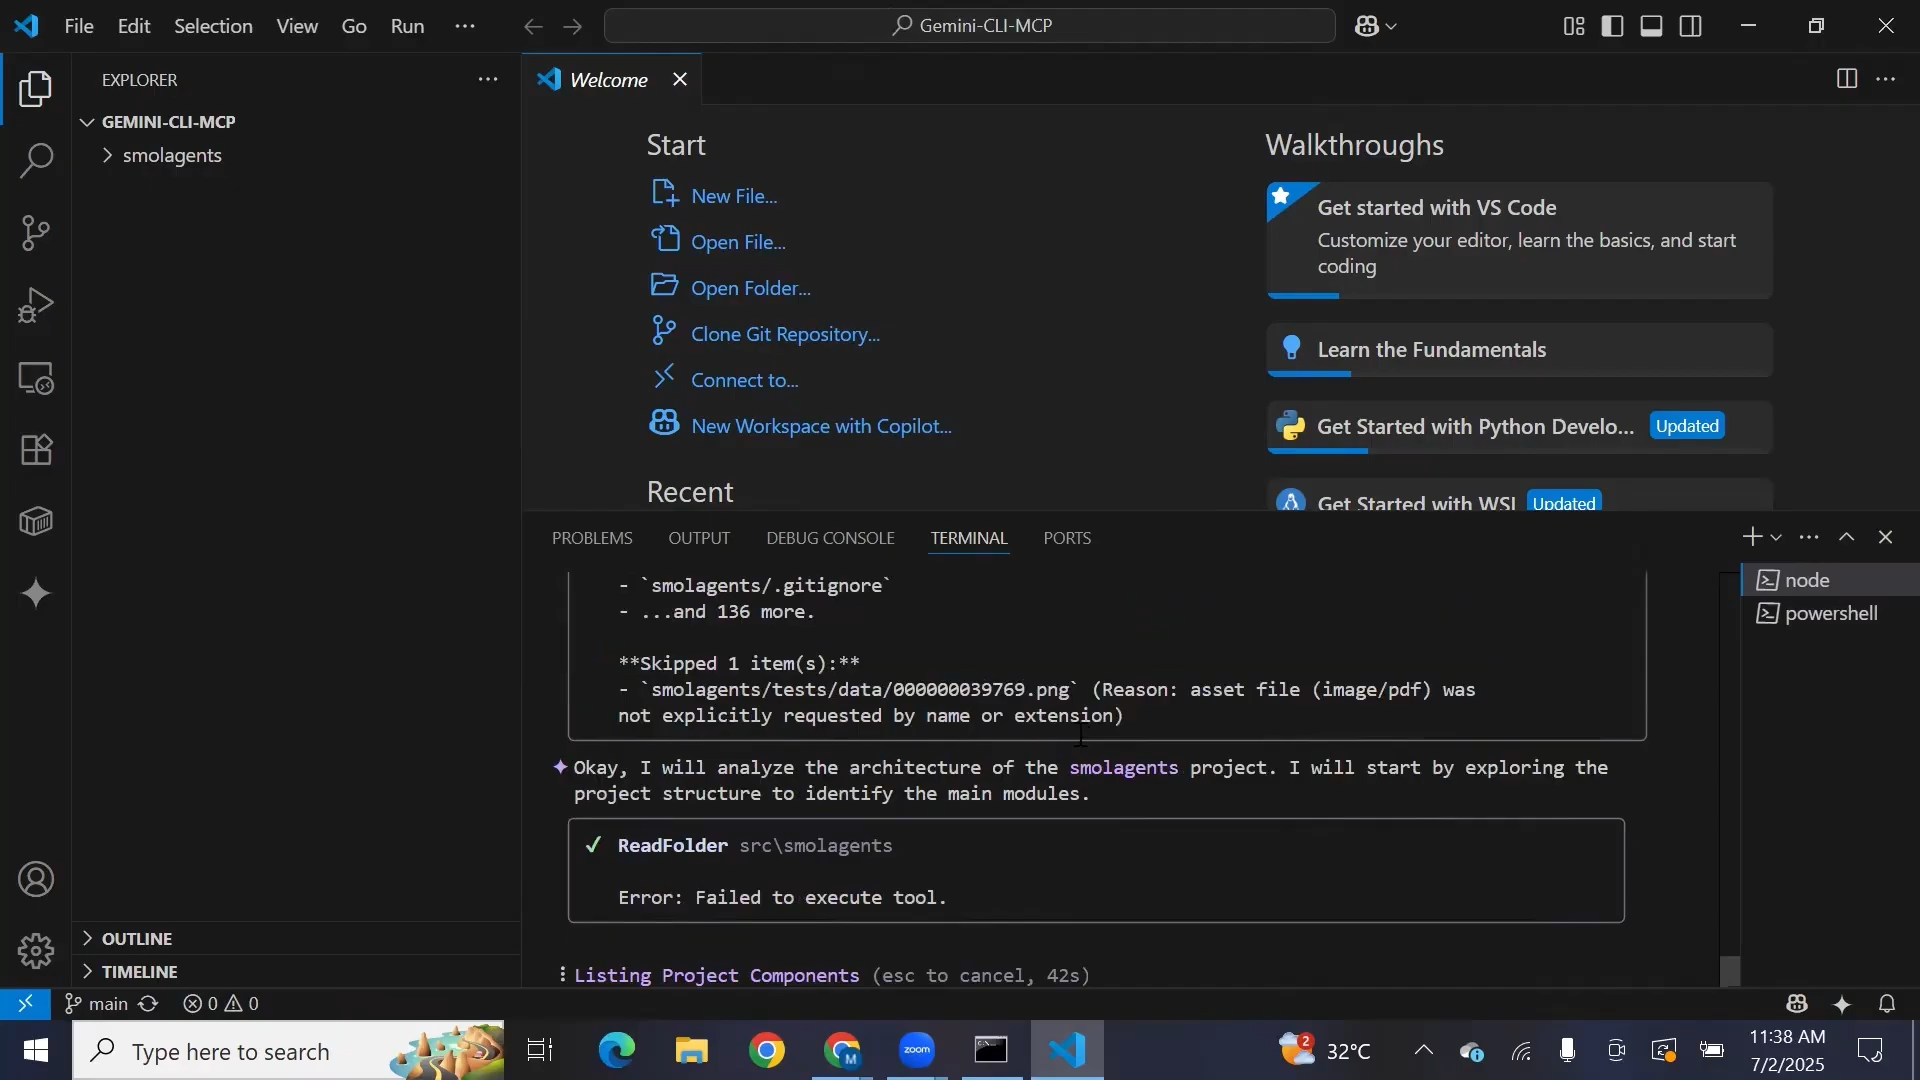 File Edit Selection View Go Run ...
Gemini-CLI-MCP
EXPLORER
GEMINI-CLI-MCP
smolagents
OUTLINE
TIMELINE
Welcome
Start
New File...
Open File...
Open Folder...
Clone Git Repository...
Connect to...
New Workspace with Copilot...
Recent
Walkthroughs
Get started with VS Code
Customize your editor, learn the basics, and start
coding
Learn the Fundamentals
Get Started with Python Develo... Updated
Get Started with WSL Updated
PROBLEMS OUTPUT DEBUG CONSOLE TERMINAL PORTS
- `smolagents/.gitignore`
- ...and 136 more.
**Skipped 1 item(s):**
- `smolagents/tests/data/000000039769.png` (Reason: asset file (image/pdf) was
not explicitly requested by name or extension)
Okay, I will analyze the architecture of the smolagents project. I will start by exploring the
project structure to identify the main modules.
✓ ReadFolder src\smolagents
Error: Failed to execute tool.
Listing Project Components (esc to cancel, 42s)
node
powershell
main 0 0
Type here to search
zoom
M
2
32°C
11:38 AM
7/2/2025